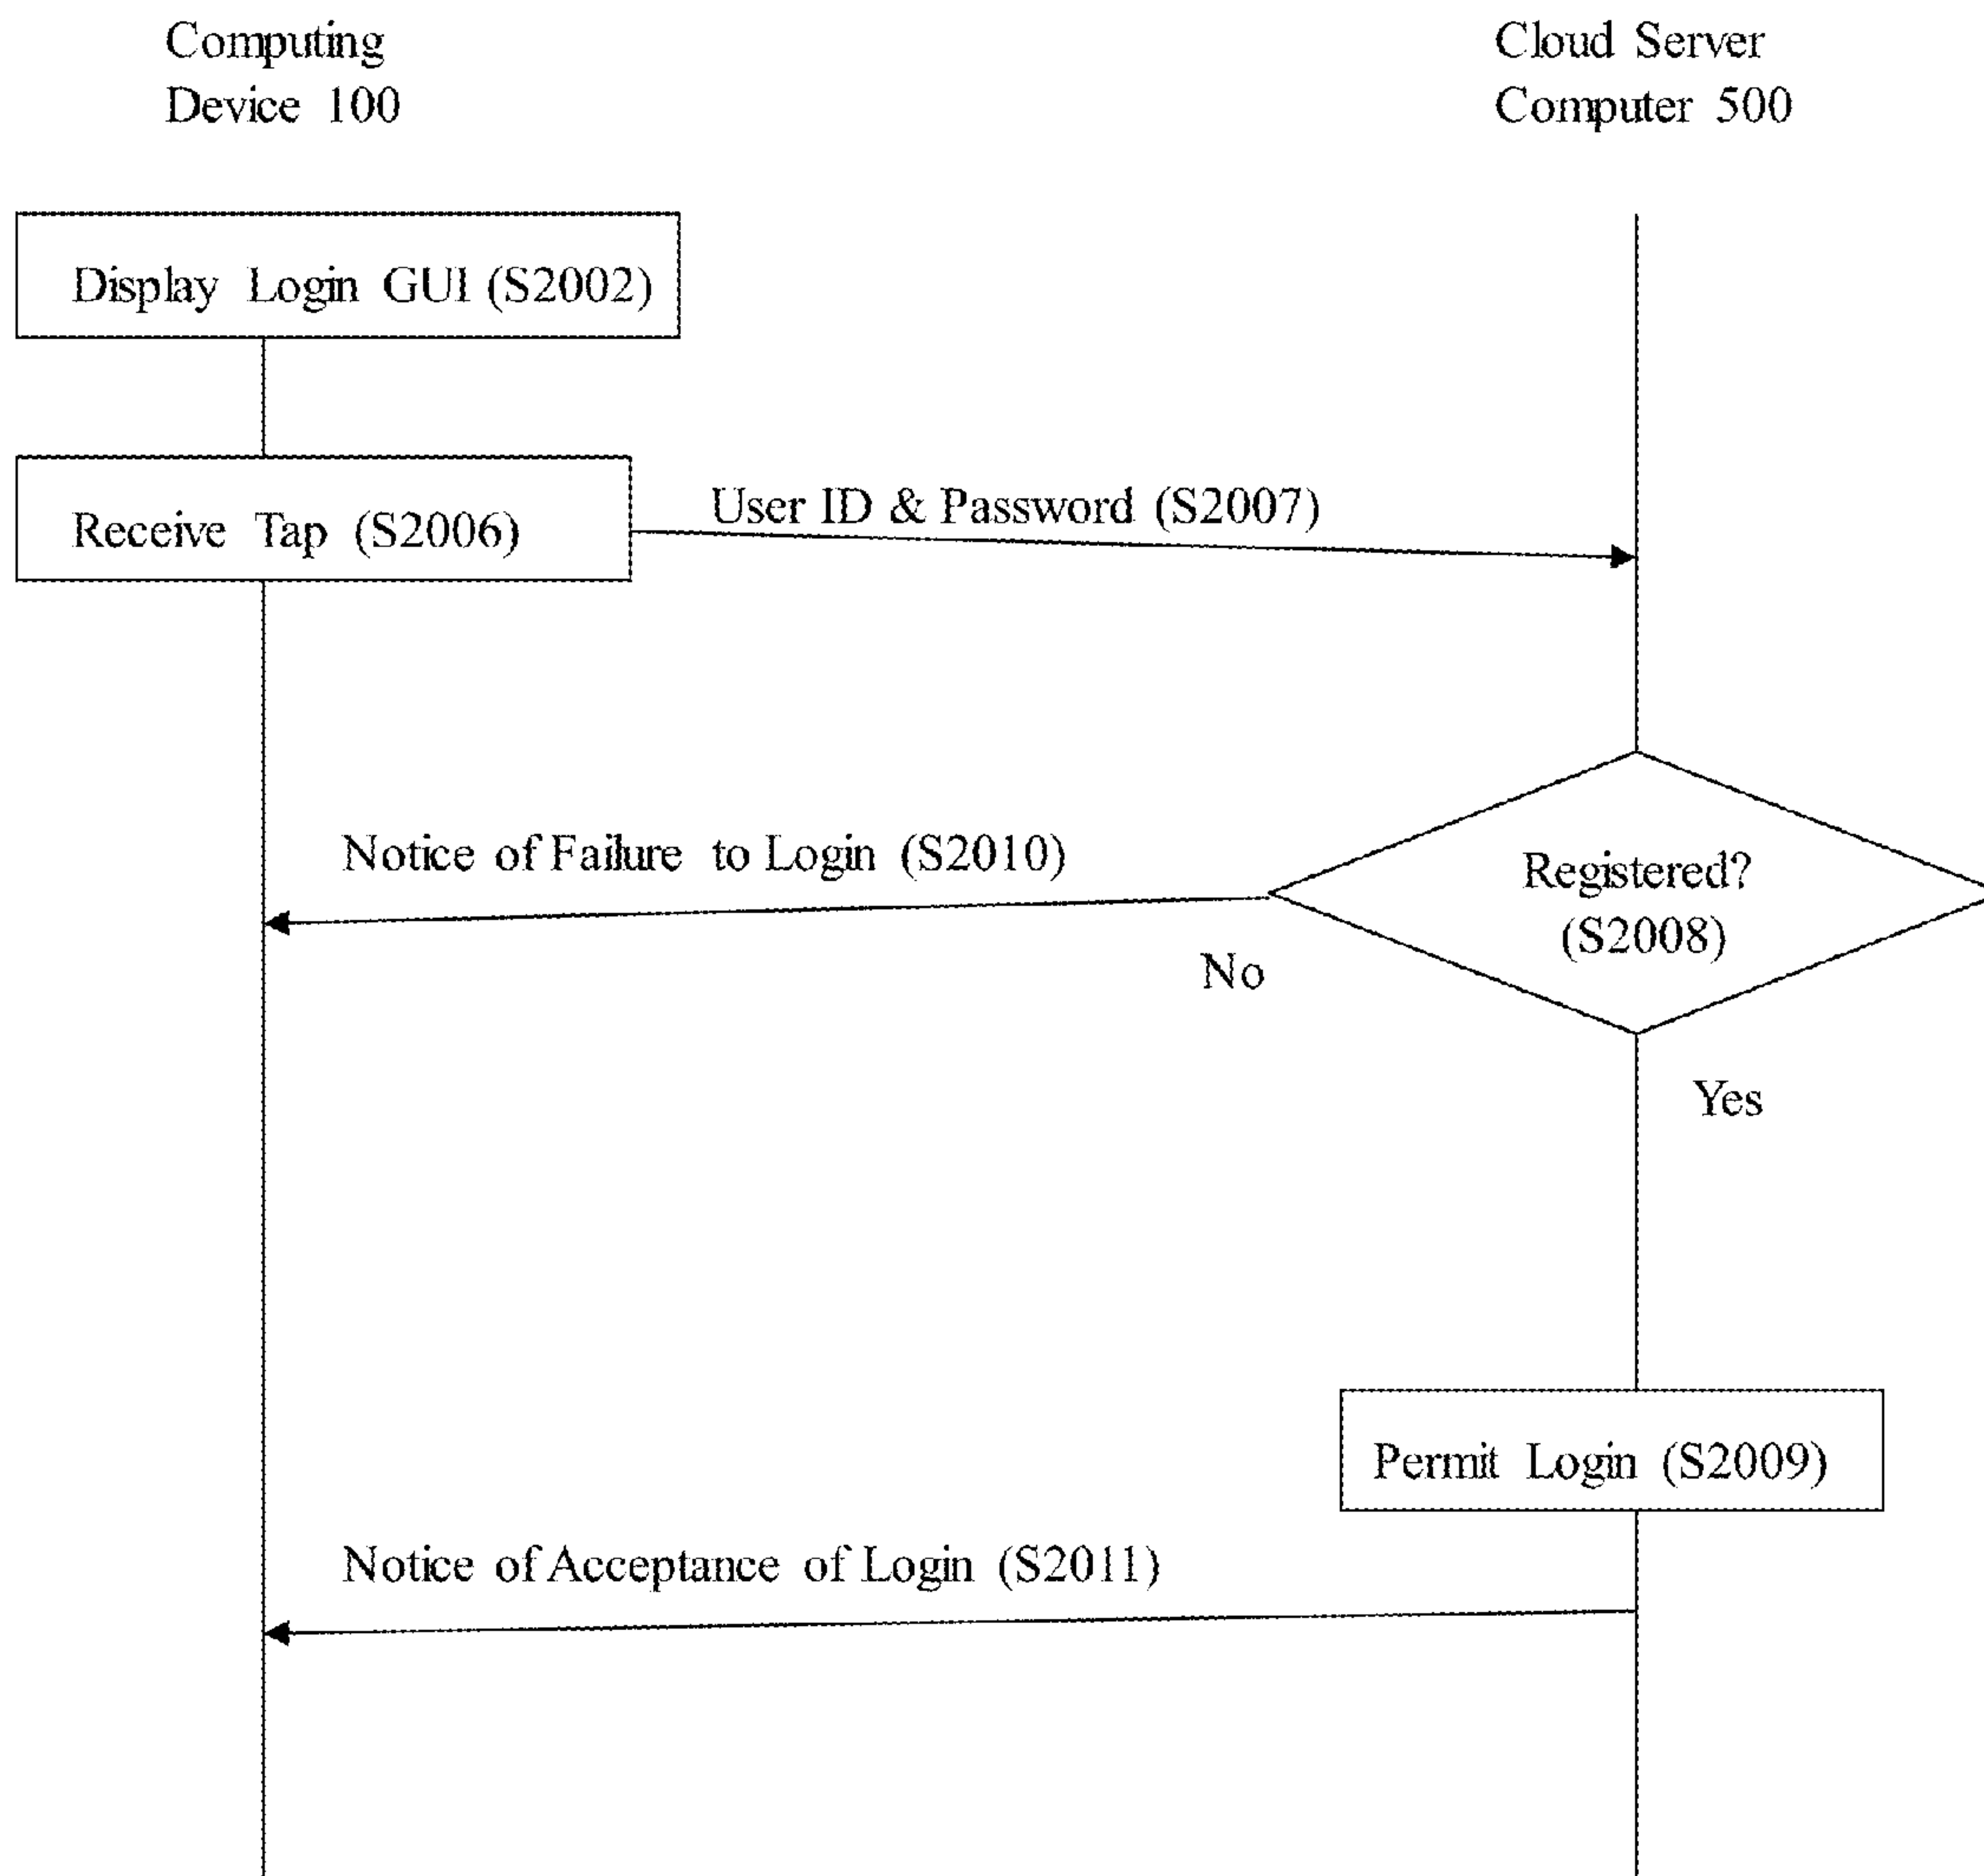 Computing
Device 100
Cloud Server
Computer 500
Display Login GUI (S2002)
User ID & Password (S2007)
Receive Tap (S2006)
Notice of Failure to Login (S2010)
Registered?
(S2008)
No
Yes
Permit Login (S2009)
Notice of Acceptance of Login (S2011)